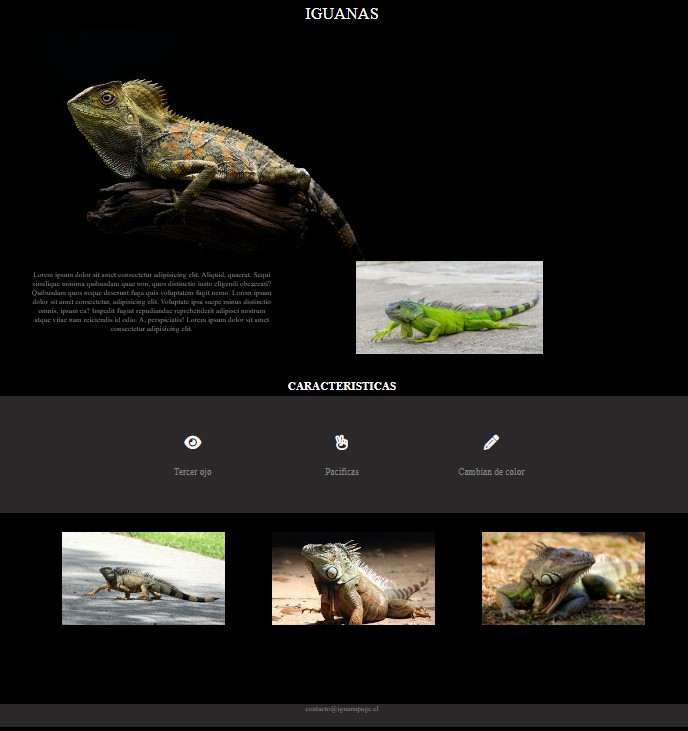 IGUANAS
Lorem ipsum dolor sit amet consectetur adipisicing elit. Aliquid, quaerat. Sequi
similique minima quibusdam quae non, quos distinctio iusto eligendi obcaecati?
Quibusdam quos neque deserunt fuga quis voluptatem fugit nemo. Lorem ipsum
dolor sit amet consectetur, adipisicing elit. Voluptate ipsa saepe minus distinctio
omnis, ipsam ea? Impedit fugiat repudiandae reprehenderit adipisci nostrum
atque vitae nam reiciendis id odio. A, perspiciatis! Lorem ipsum dolor sit amet
consectetur adipisicing elit.
CARACTERISTICAS
Tercer ojo
Pacificas
Cambian de color
contacto@iguanapage.cl